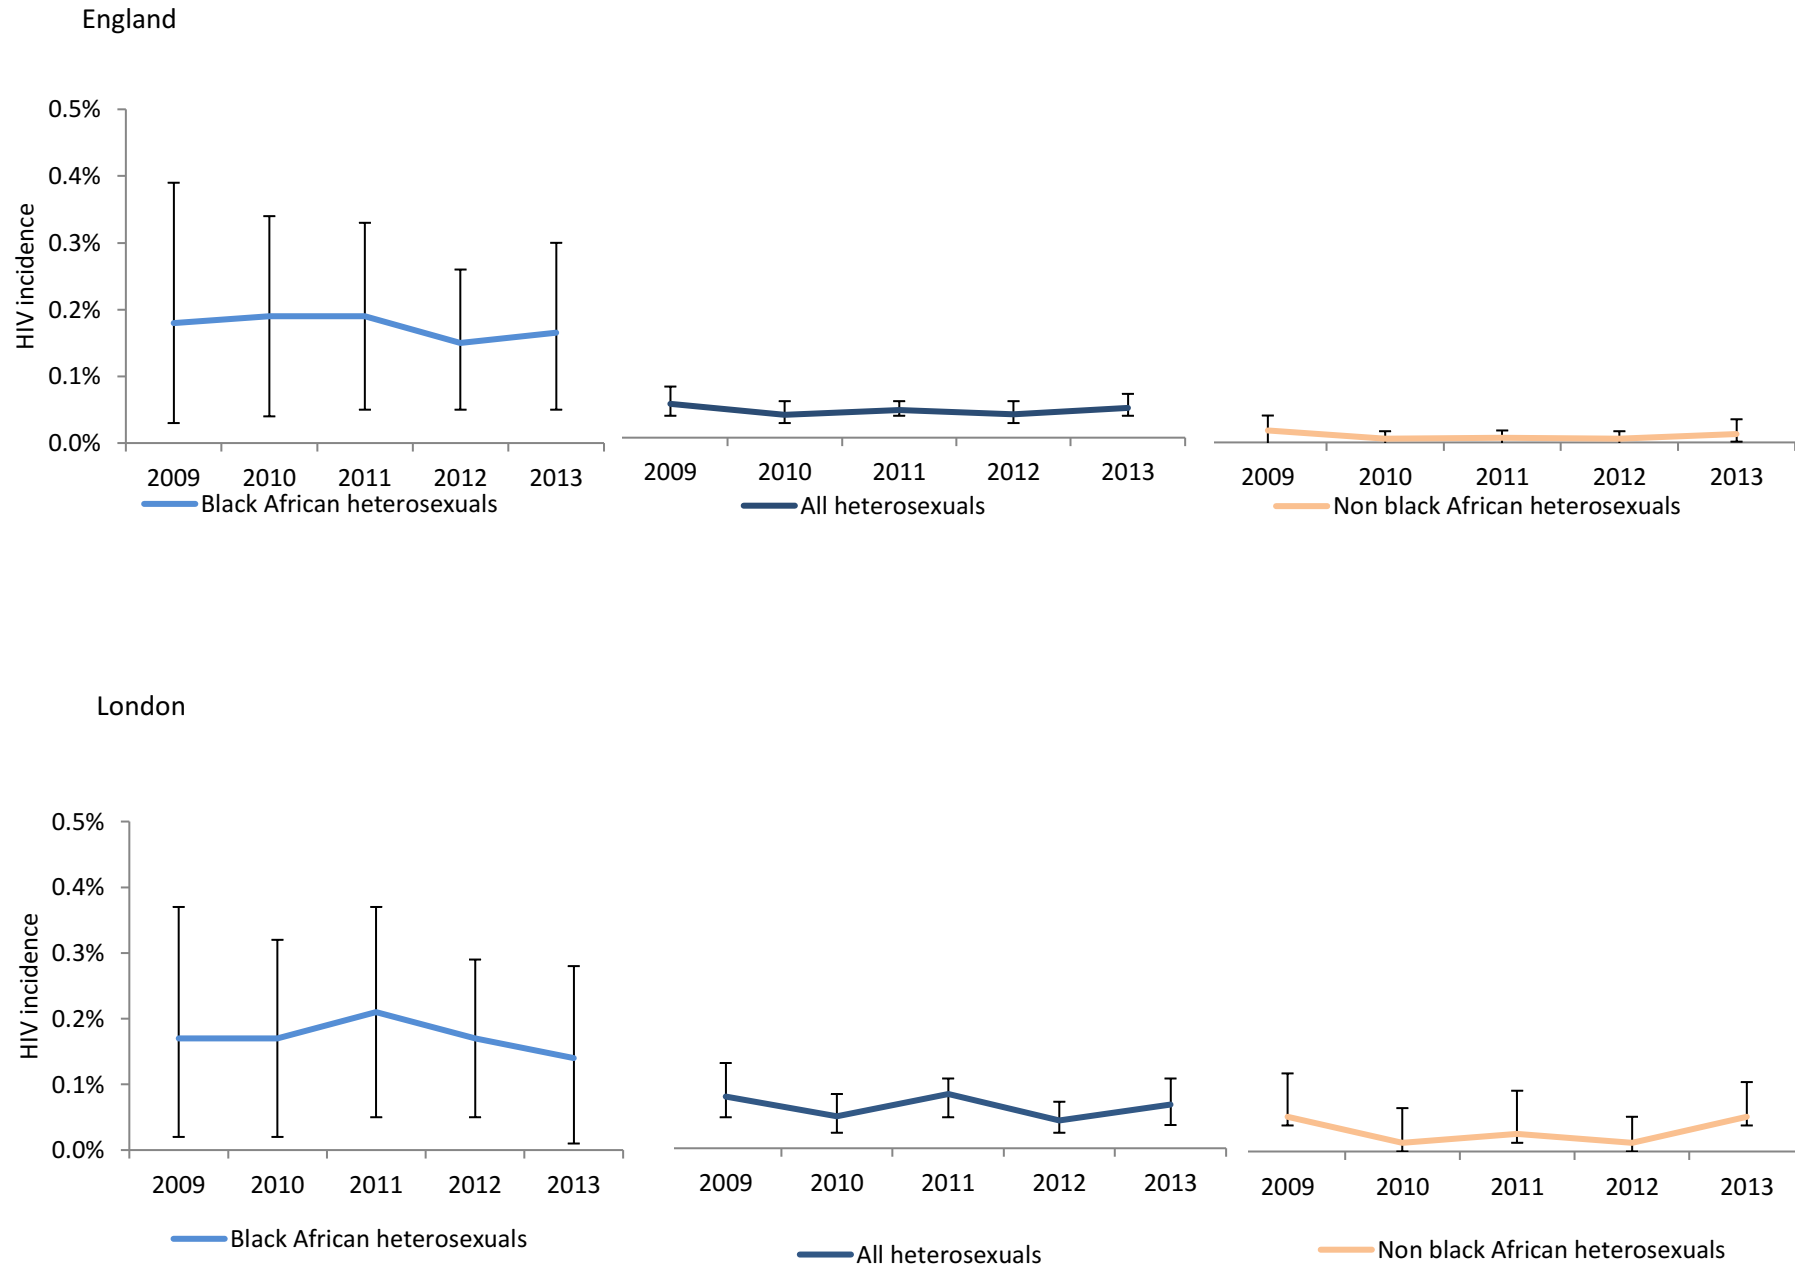 England
0.5%
0.4%
0.3%
0.2%
0.1%
0.0%
HIV incidence
2009 2010 2011 2012 2013
Black African heterosexuals
2009 2010 2011 2012 2013
All heterosexuals
2009 2010 2011 2012 2013
Non black African heterosexuals
London
0.5%
0.4%
0.3%
0.2%
0.1%
0.0%
HIV incidence
2009 2010 2011 2012 2013
Black African heterosexuals
2009 2010 2011 2012 2013
All heterosexuals
2009 2010 2011 2012 2013
Non black African heterosexuals